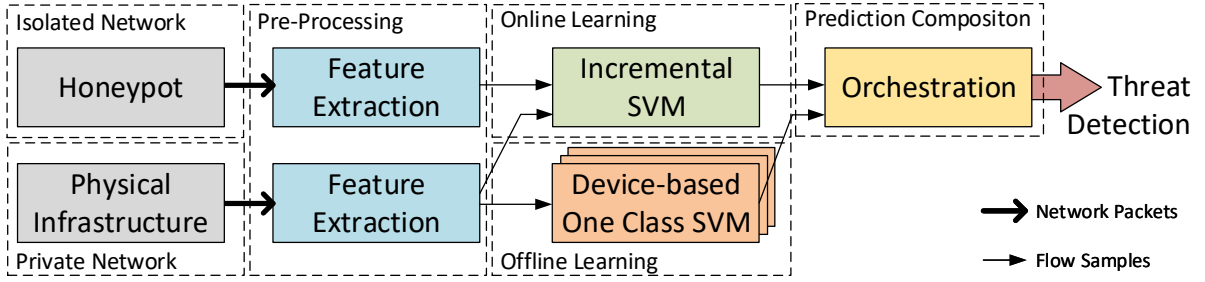 Isolated Network
Honeypot
Pre-Processing
Feature
Extraction
Online Learning
Incremental
SVM
Prediction Compositon
Orchestration
Threat
Detection
Physical
Infrastructure
Private Network
Feature
Extraction
Device-based
One Class SVM
Offline Learning
Network Packets
Flow Samples